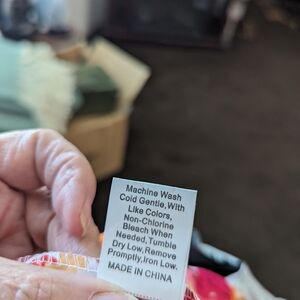 Machine Wash
Cold Gentle,With
Like Colors,
Non-Chlorine
Bleach When
Needed,Tumble
Dry Low, Remove
Promptly,Iron Low.
MADE IN CHINA